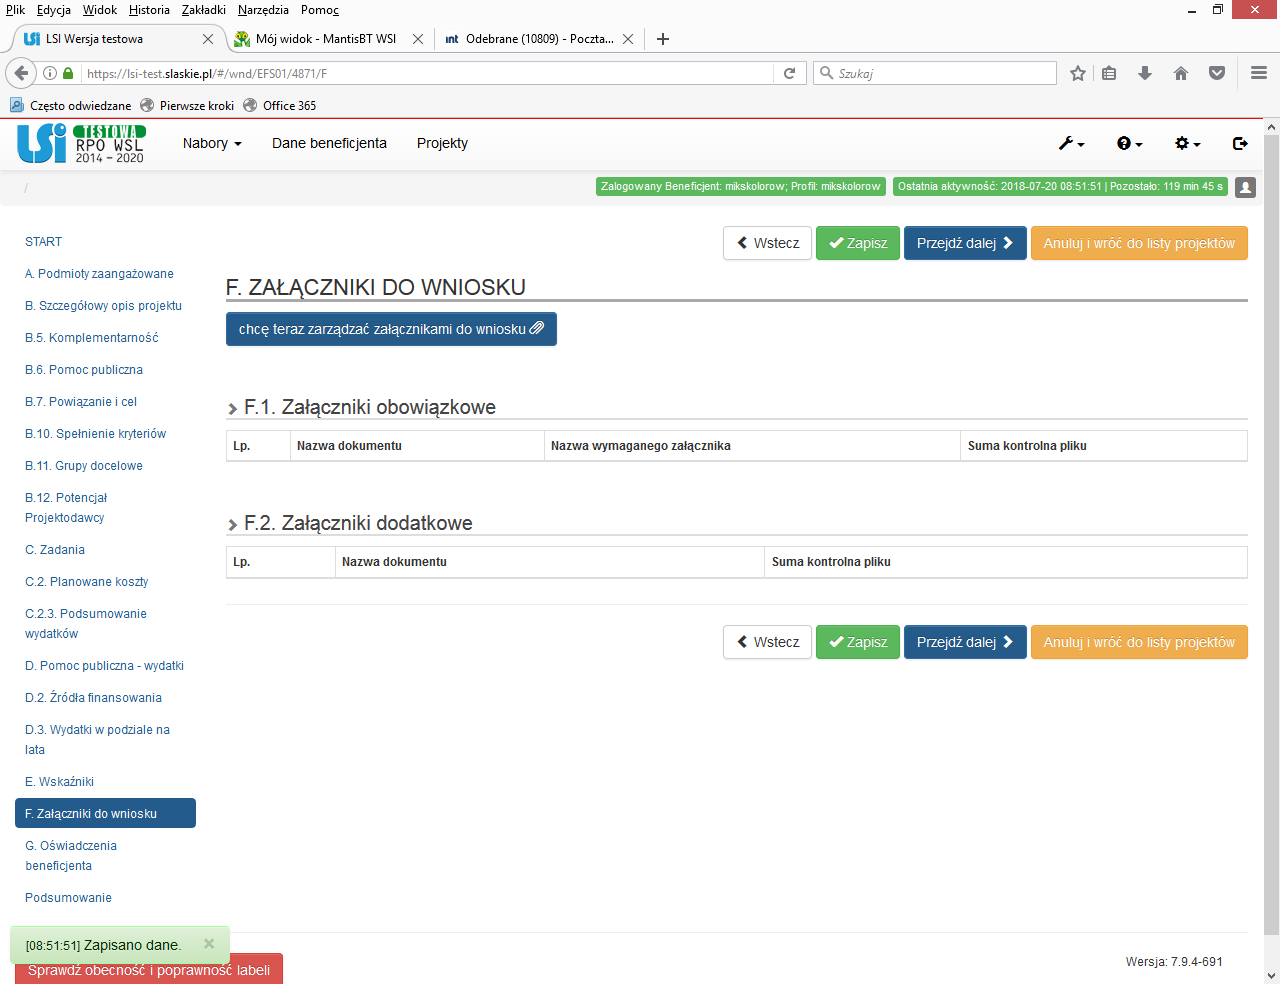 Plik Edycja Widok Historia Zakładki Narzędzia Pomoc
LSI Wersja testowa
Mój widok - MantisBT WSI
int Odebrane (10809) - Poczta...
https://lsi-test.slaskie.pl/#/wnd/EFS01/4871/F
Szukaj
Często odwiedzane Pierwsze kroki Office 365
LSi TESTOWA
RPO WSL
2014 – 2020
Nabory Dane beneficjenta Projekty
/
Zalogowany Beneficjent: mikskolorow; Profil: mikskolorow
Ostatnia aktywność: 2018-07-20 08:51:51 | Pozostało: 119 min 45 s
START
A. Podmioty zaangażowane
B. Szczegółowy opis projektu
B.5. Komplementarność
B.6. Pomoc publiczna
B.7. Powiązanie i cel
B.10. Spełnienie kryteriów
B.11. Grupy docelowe
B.12. Potencjał
Projektodawcy
C. Zadania
C.2. Planowane koszty
C.2.3. Podsumowanie
wydatków
D. Pomoc publiczna - wydatki
D.2. Źródła finansowania
D.3. Wydatki w podziale na
lata
E. Wskaźniki
F. Załączniki do wniosku
G. Oświadczenia
beneficjenta
Podsumowanie
Wstecz Zapisz Przejdź dalej Anuluj i wróć do listy projektów
F. ZAŁĄCZNIKI DO WNIOSKU
chcę teraz zarządzać załącznikami do wniosku
F.1. Załączniki obowiązkowe
Lp. Nazwa dokumentu Nazwa wymaganego załącznika Suma kontrolna pliku
F.2. Załączniki dodatkowe
Lp. Nazwa dokumentu Suma kontrolna pliku
Wstecz Zapisz Przejdź dalej Anuluj i wróć do listy projektów
[08:51:51] Zapisano dane. ×
Sprawdź obecność i poprawność labeli
Wersja: 7.9.4-691